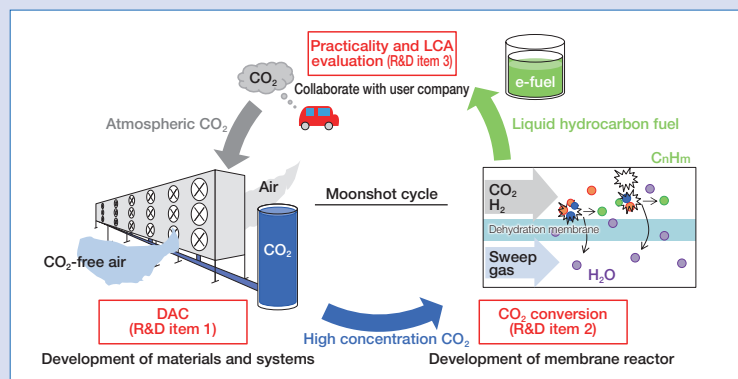 Practicality and LCA
evaluation (R&D item 3)
CO₂
Collaborate with user company
e-fuel
Atmospheric CO₂
Liquid hydrocarbon fuel
CnHm
Air
Moonshot cycle
CO₂
H₂
Dehydration membrane
CO₂
CO₂-free air
Sweep
gas
H₂O
DAC
(R&D item 1)
CO₂ conversion
(R&D item 2)
High concentration CO₂
Development of materials and systems
Development of membrane reactor